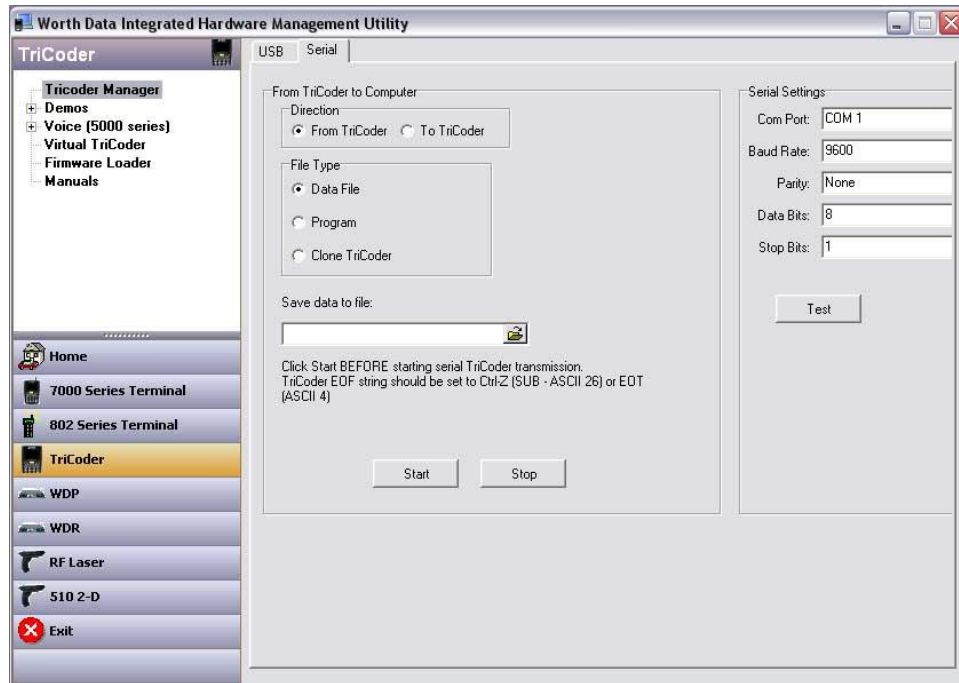 Worth Data Integrated Hardware Management Utility
TriCoder
Tricoder Manager
Demos
Voice (5000 series)
Virtual TriCoder
Firmware Loader
Manuals
Home
7000 Series Terminal
802 Series Terminal
TriCoder
WDP
WDR
RF Laser
510 2-D
Exit
USB
Serial
From TriCoder to Computer
Direction
From TriCoder
To TriCoder
File Type
Data File
Program
Clone TriCoder
Save data to file:
Click Start BEFORE starting serial TriCoder transmission.
TriCoder EOF string should be set to Ctrl-Z (SUB - ASCII 26) or EOT
(ASCII 4)
Start
Stop
Serial Settings
Com Port: COM 1
Baud Rate: 9600
Parity: None
Data Bits: 8
Stop Bits: 1
Test